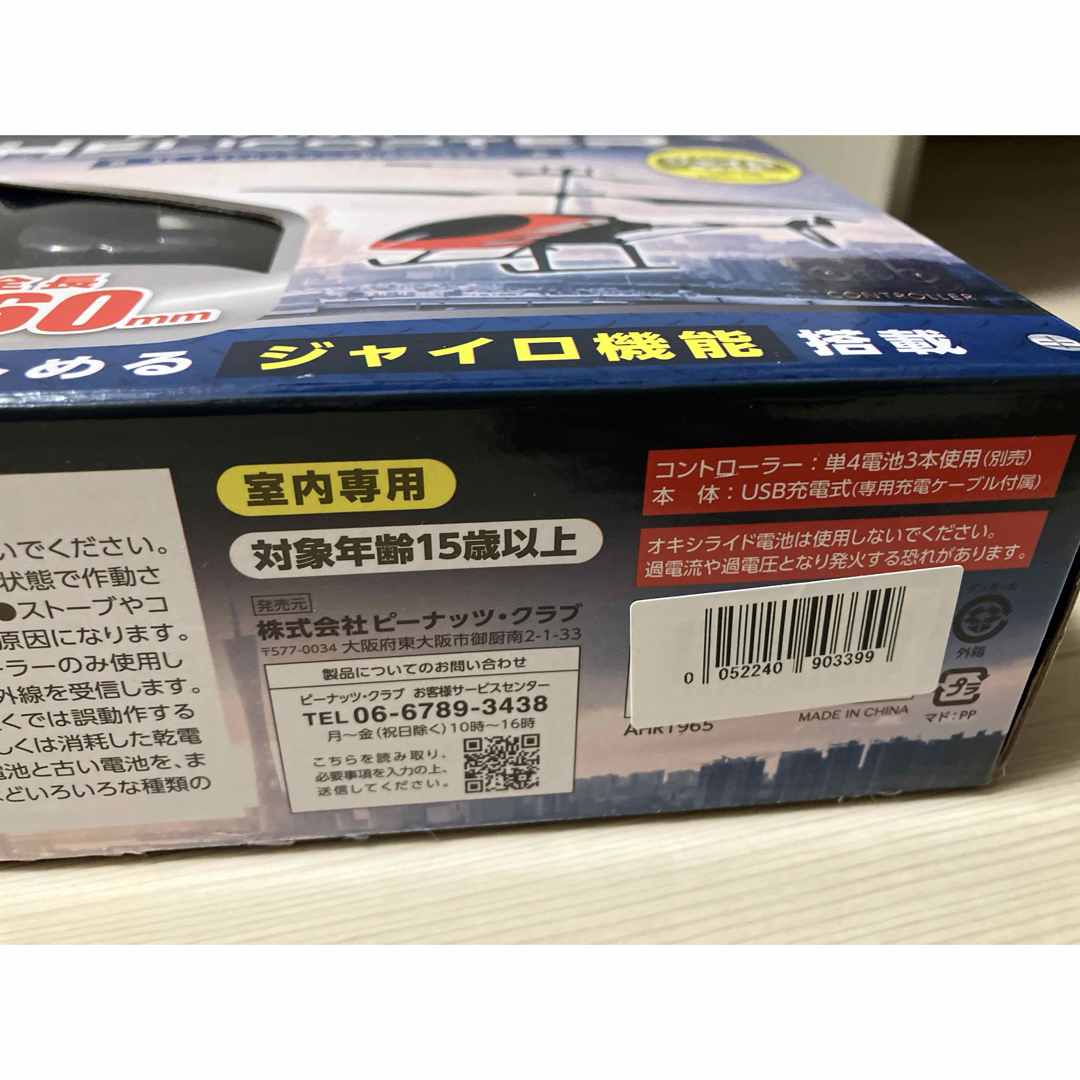 HELICOPTER
CONTROLLER
全長
60mm
める ジャイロ機能 搭載
室内専用
対象年齢15歳以上
発売元
株式会社ピーナッツ・クラブ
〒577-0034 大阪府東大阪市御厨南2-1-33
製品についてのお問い合わせ
ピーナッツ・クラブ お客様サービスセンター
TEL 06-6789-3438
月〜金(祝日除く)10時〜16時
こちらを読み取り、
必要事項を入力の上、
送信してください。
コントローラー：単4電池3本使用(別売)
本 体：USB充電式(専用充電ケーブル付属)
オキシライド電池は使用しないでください。
過電流や過電圧となり発火する恐れがあります。
0 052240 903399
AHR1965
MADE IN CHINA
ダンボール
外箱
プラ
マド：PP
いでください。
状態で作動さ
●ストーブやコ
原因になります。
ーラーのみ使用し
外線を受信します。
くでは誤動作する
しくは消耗した乾電
電池と古い電池を、ま
などいろいろな種類の